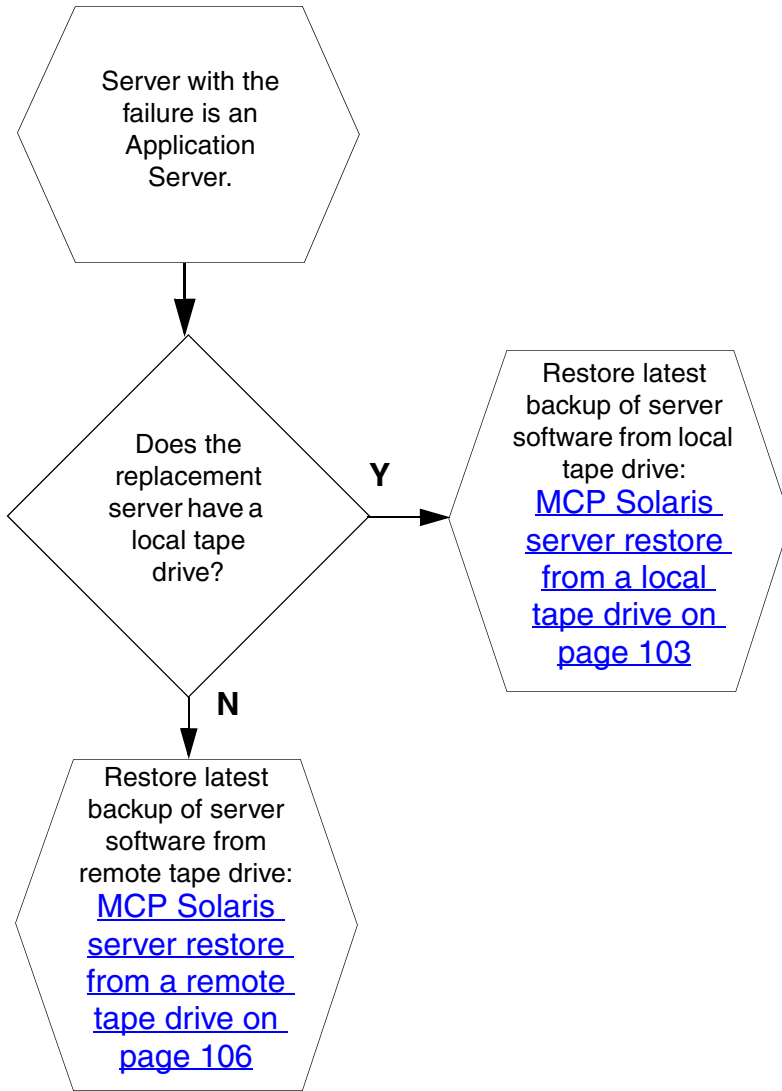 Server with the
failure is an
Application
Server.
Does the
replacement
server have a
local tape
drive?
Y
Restore latest
backup of server
software from local
tape drive:
MCP Solaris
server restore
from a local
tape drive on
page 103
N
Restore latest
backup of server
software from
remote tape drive:
MCP Solaris
server restore
from a remote
tape drive on
page 106